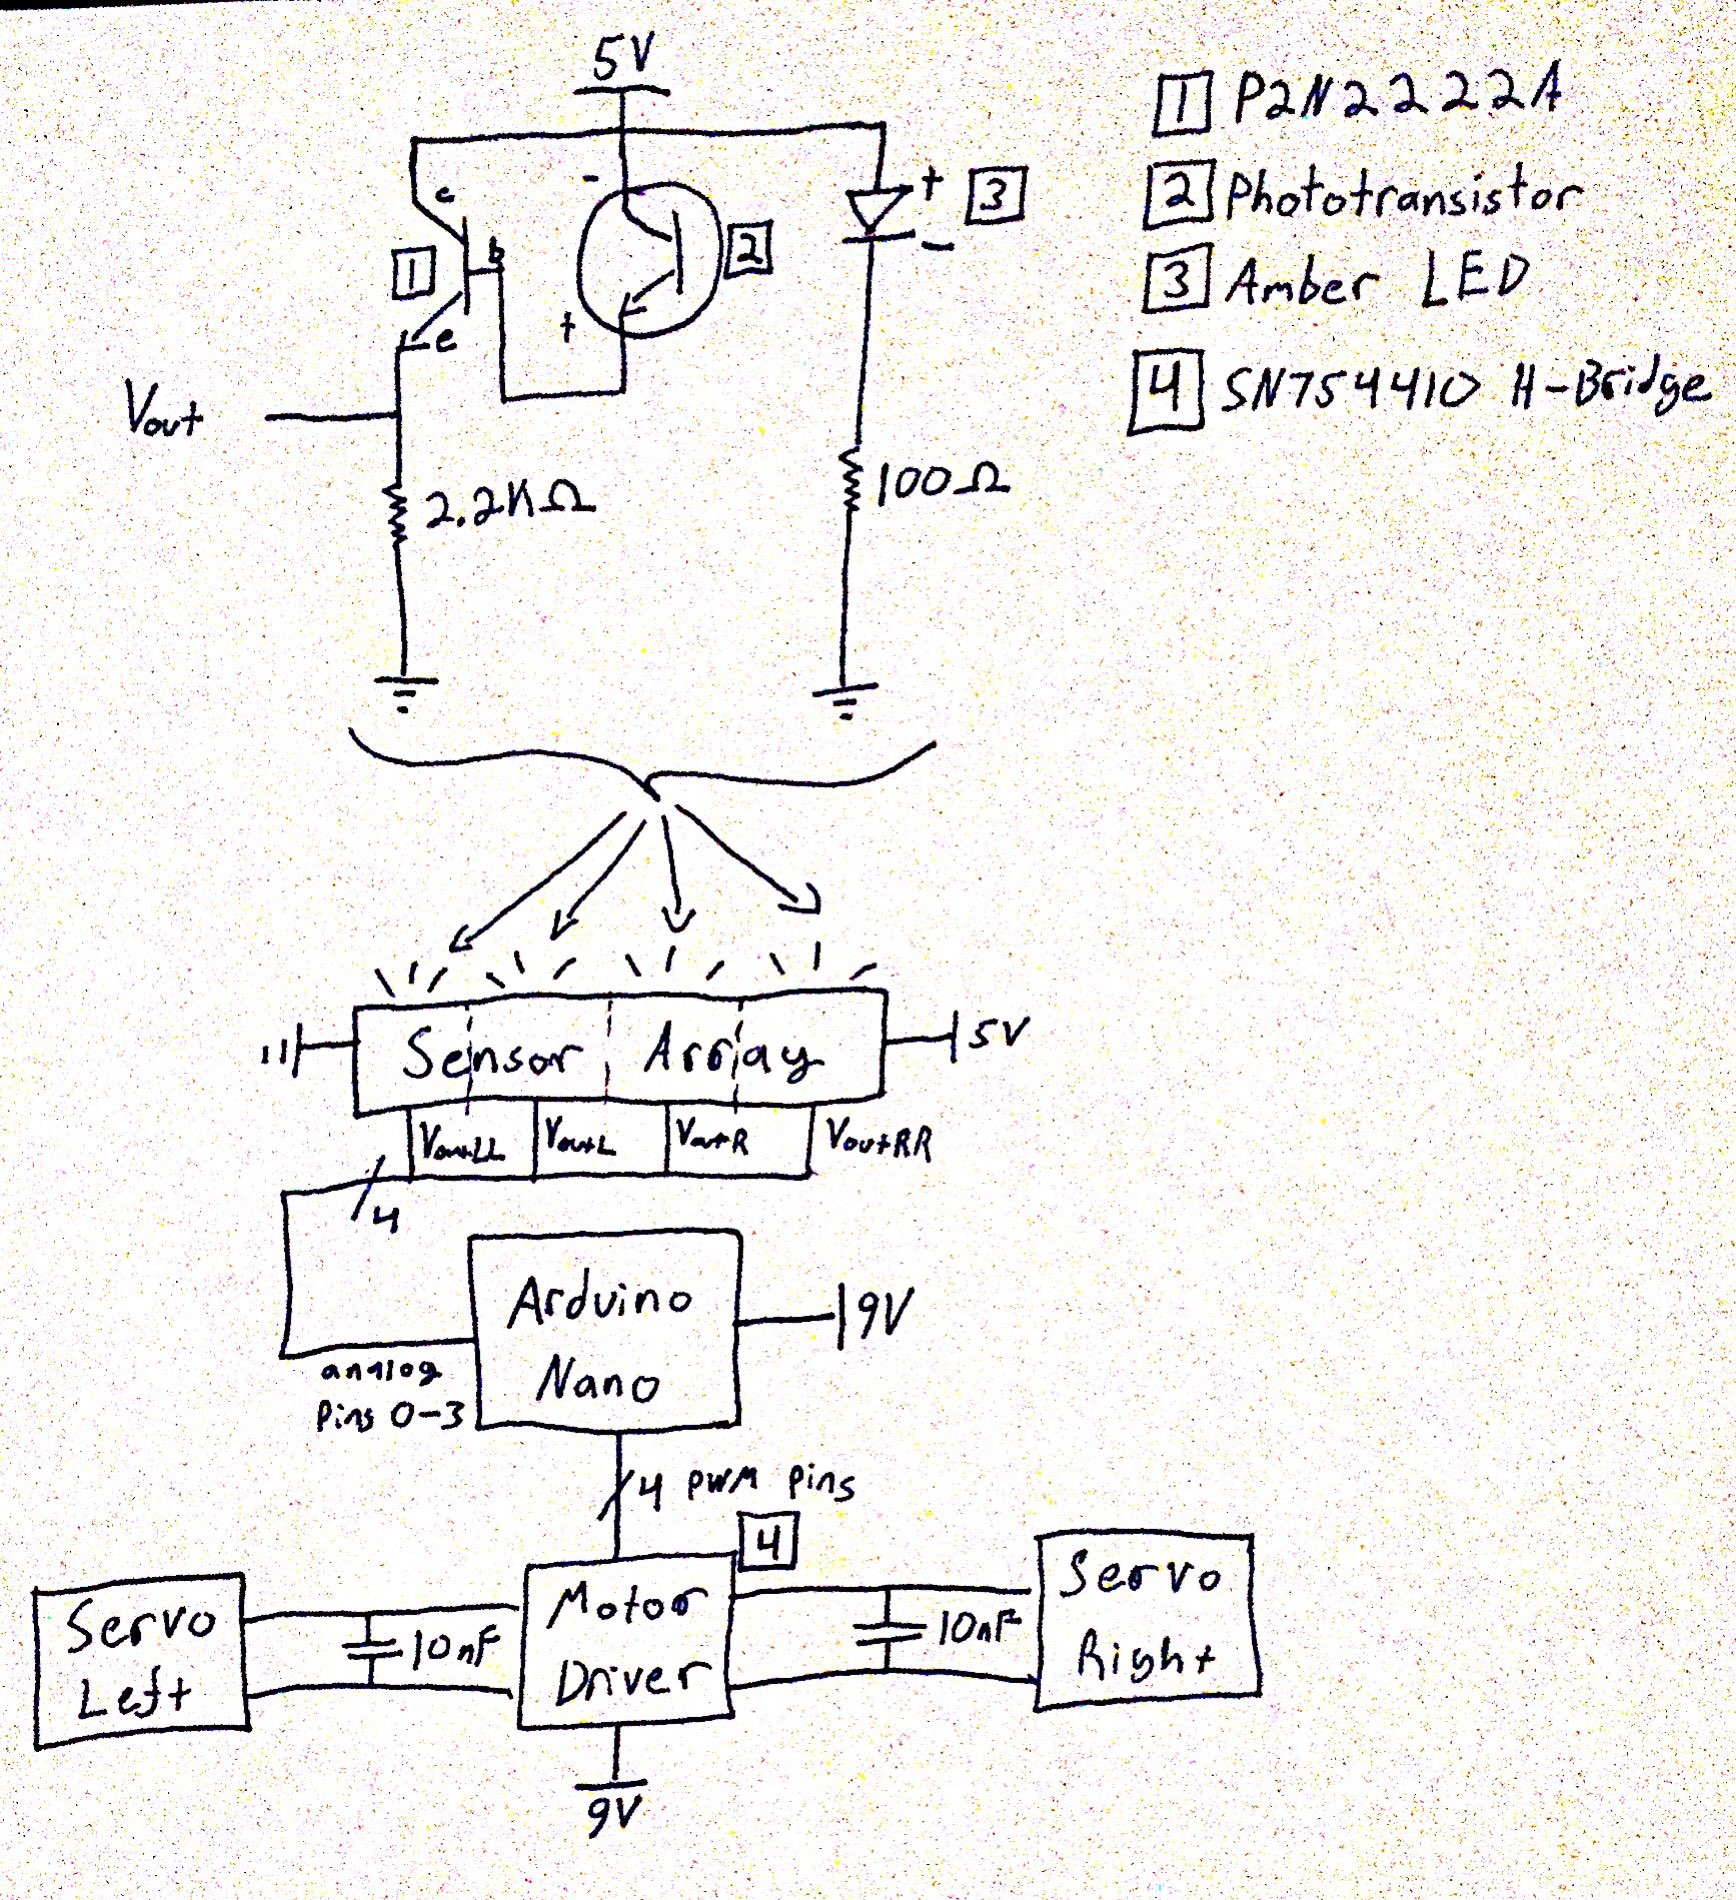 5V
1 P2N2222A
2 Phototransistor
3 Amber LED
4 SN754410 H-Bridge
c
-
+
3
1
b
2
-
e
+
Vout
2.2KΩ
100Ω
Sensor Array
5V
VoutLL
VoutL
VoutR
VoutRR
4
Arduino
Nano
9V
analog
Pins 0-3
4 PWM Pins
4
Servo
Left
10nF
Motor
Driver
10nF
Servo
Right
9V